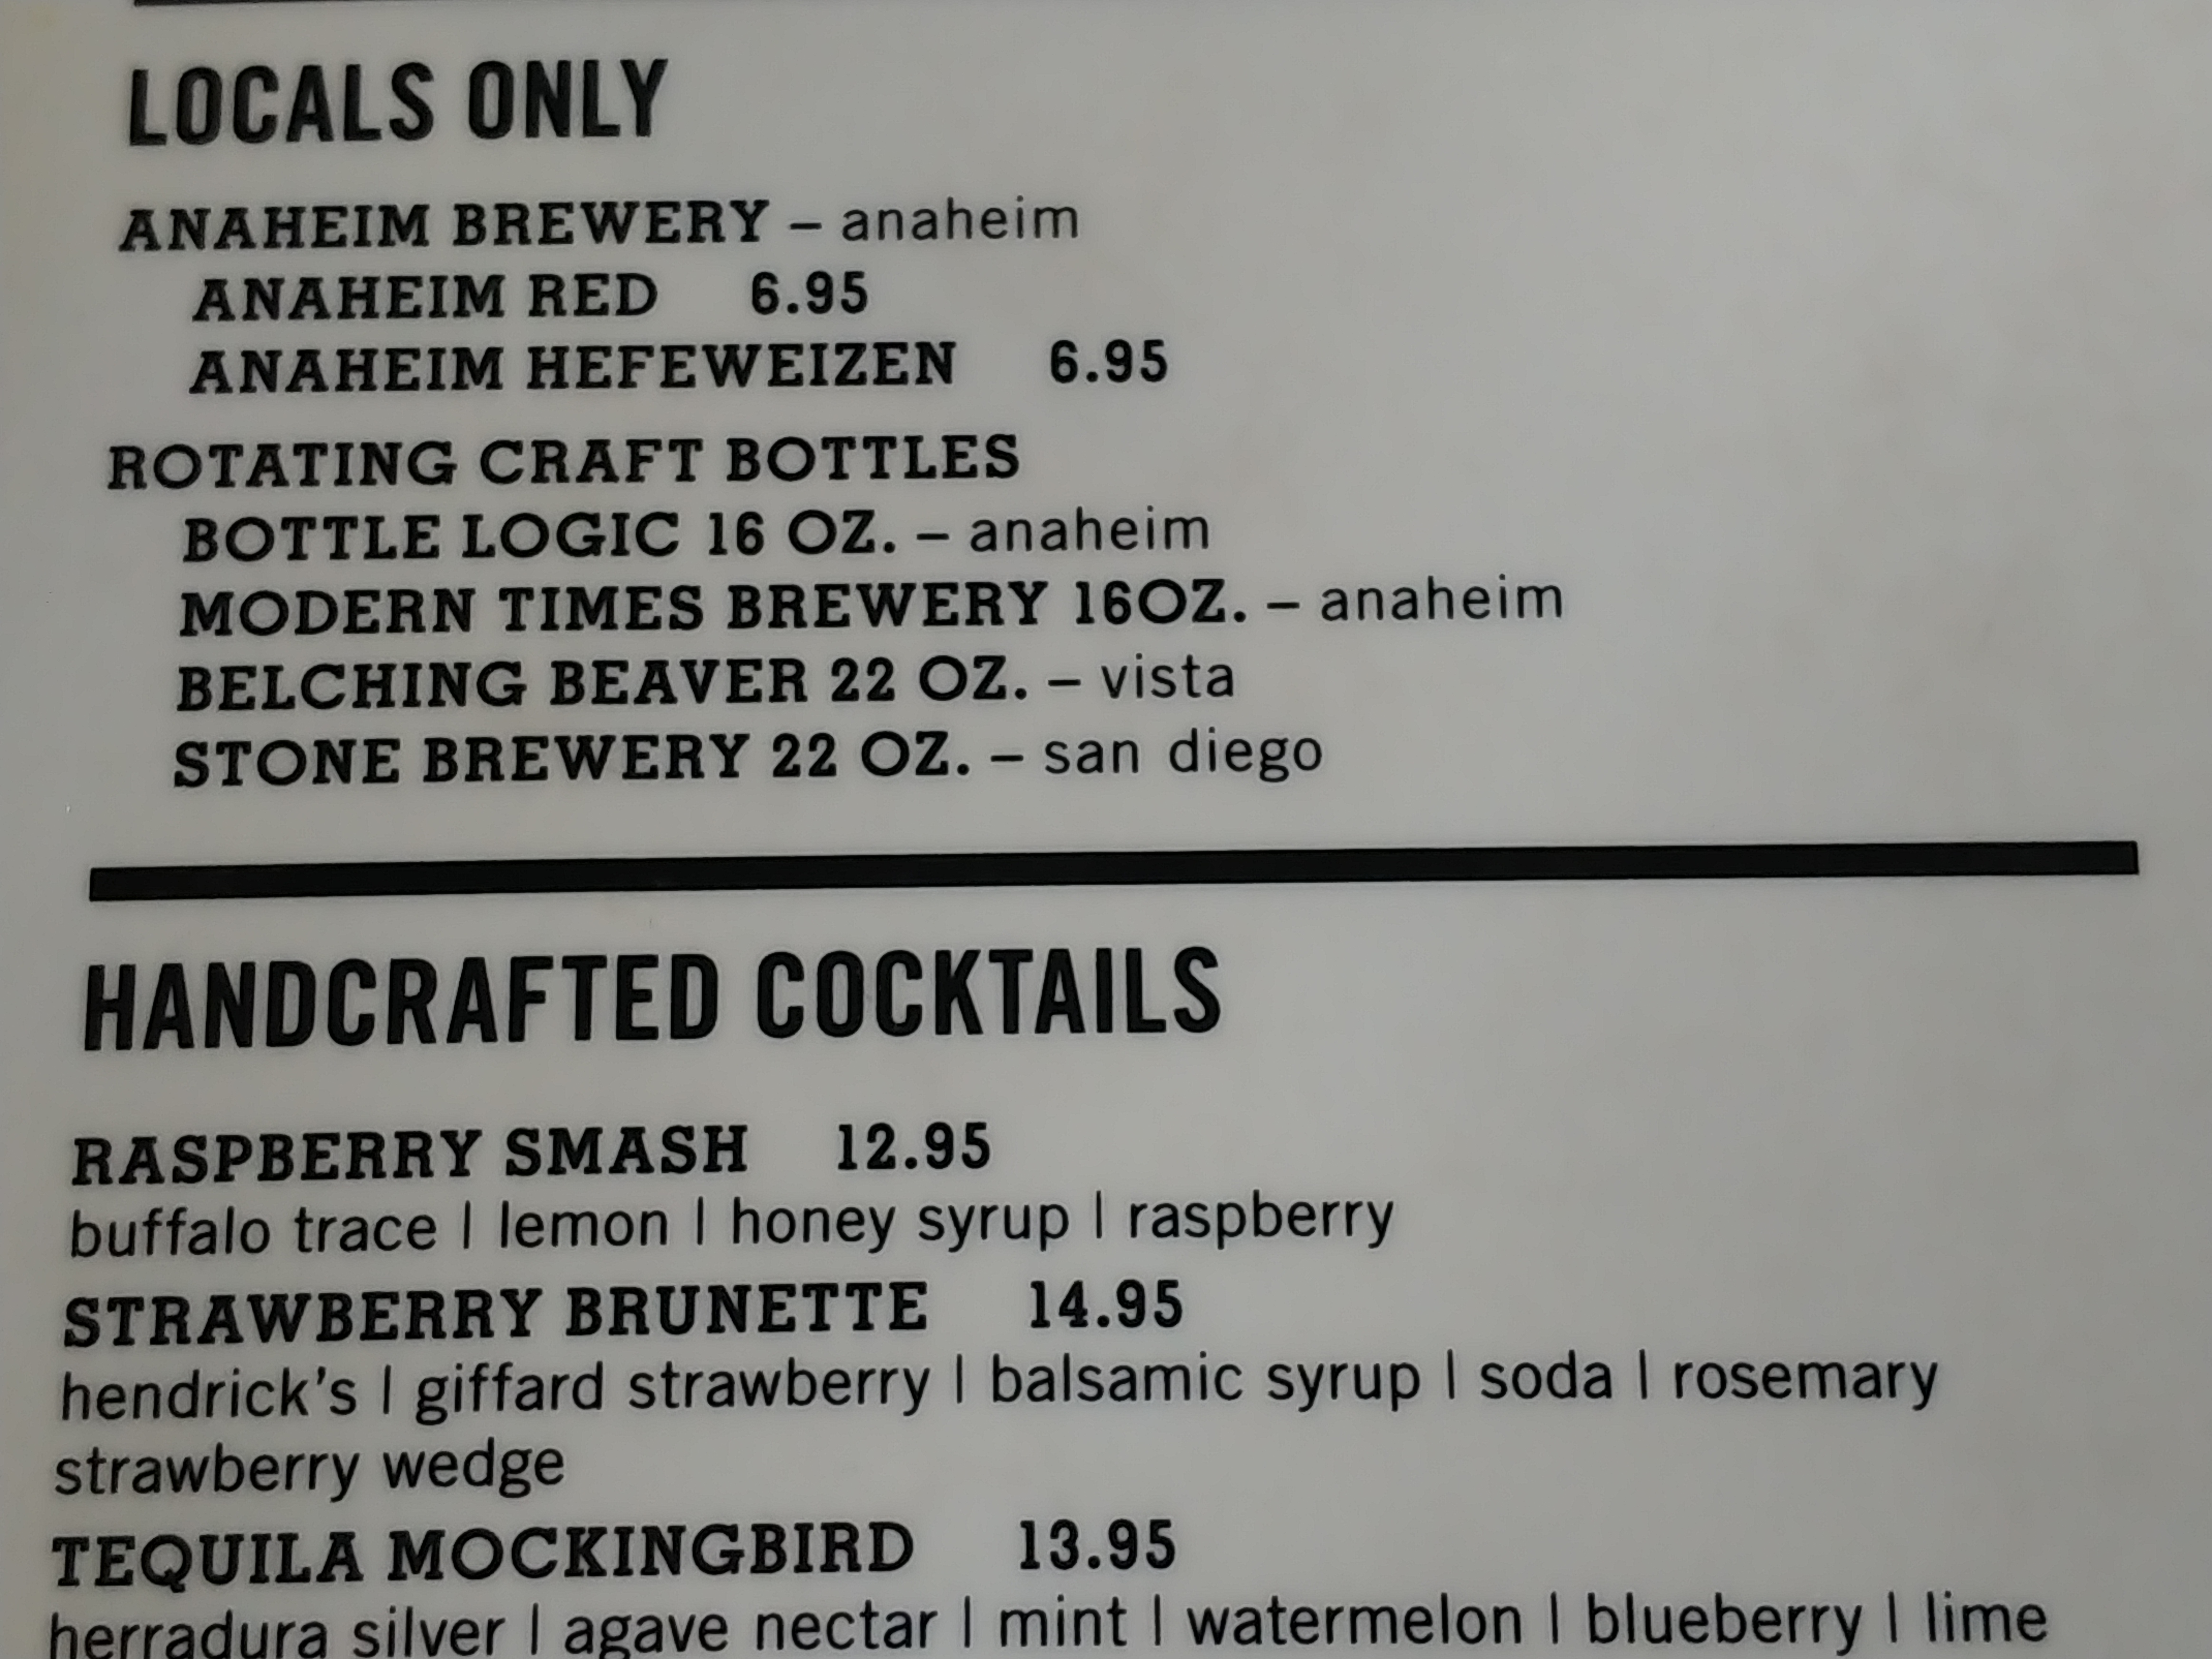 LOCALS ONLY
ANAHEIM BREWERY – anaheim
ANAHEIM RED 6.95
ANAHEIM HEFEWEIZEN 6.95
ROTATING CRAFT BOTTLES
BOTTLE LOGIC 16 OZ. – anaheim
MODERN TIMES BREWERY 16OZ. – anaheim
BELCHING BEAVER 22 OZ. – vista
STONE BREWERY 22 OZ. – san diego
HANDCRAFTED COCKTAILS
RASPBERRY SMASH 12.95
buffalo trace | lemon | honey syrup | raspberry
STRAWBERRY BRUNETTE 14.95
hendrick's | giffard strawberry | balsamic syrup | soda | rosemary
strawberry wedge
TEQUILA MOCKINGBIRD 13.95
herradura silver | agave nectar | mint | watermelon | blueberry | lime